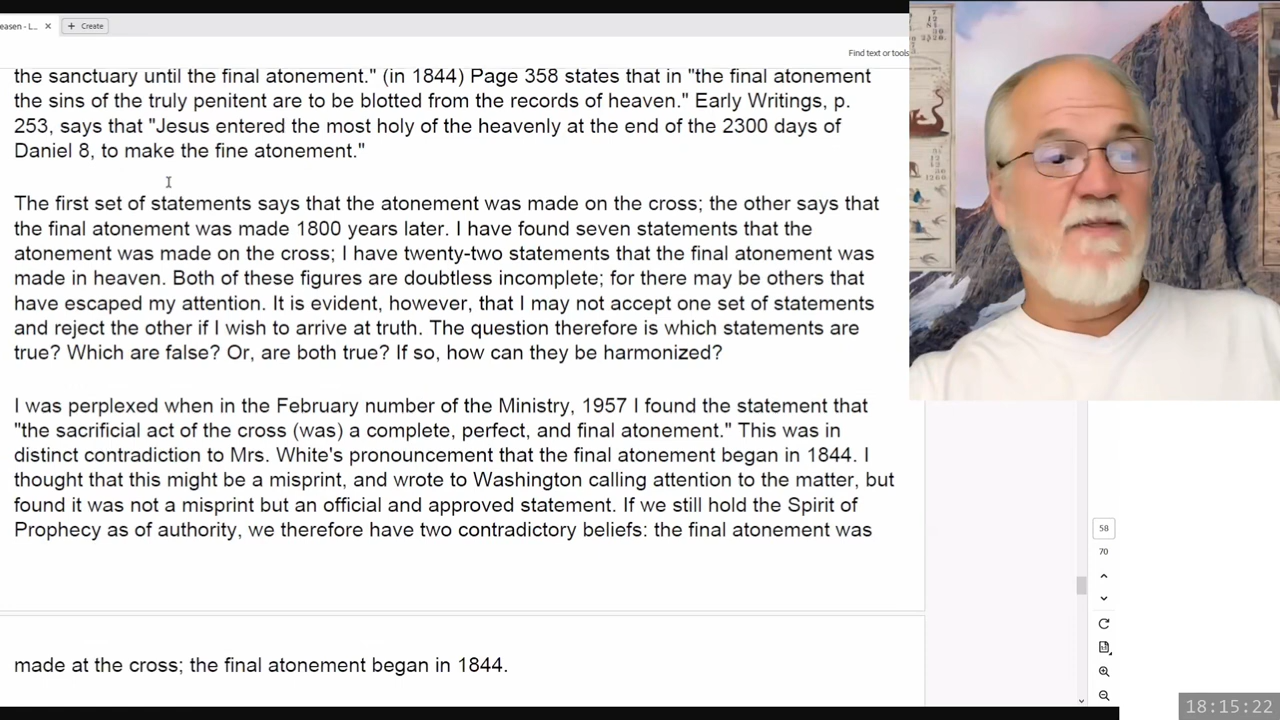 easen - L...
Create
Find text or tools
the sanctuary until the final atonement." (in 1844) Page 358 states that in "the final atonement
the sins of the truly penitent are to be blotted from the records of heaven." Early Writings, p.
253, says that "Jesus entered the most holy of the heavenly at the end of the 2300 days of
Daniel 8, to make the fine atonement."
The first set of statements says that the atonement was made on the cross; the other says that
the final atonement was made 1800 years later. I have found seven statements that the
atonement was made on the cross; I have twenty-two statements that the final atonement was
made in heaven. Both of these figures are doubtless incomplete; for there may be others that
have escaped my attention. It is evident, however, that I may not accept one set of statements
and reject the other if I wish to arrive at truth. The question therefore is which statements are
true? Which are false? Or, are both true? If so, how can they be harmonized?
I was perplexed when in the February number of the Ministry, 1957 I found the statement that
"the sacrificial act of the cross (was) a complete, perfect, and final atonement." This was in
distinct contradiction to Mrs. White's pronouncement that the final atonement began in 1844. I
thought that this might be a misprint, and wrote to Washington calling attention to the matter, but
found it was not a misprint but an official and approved statement. If we still hold the Spirit of
Prophecy as of authority, we therefore have two contradictory beliefs: the final atonement was
58
70
made at the cross; the final atonement began in 1844.
18:15:22